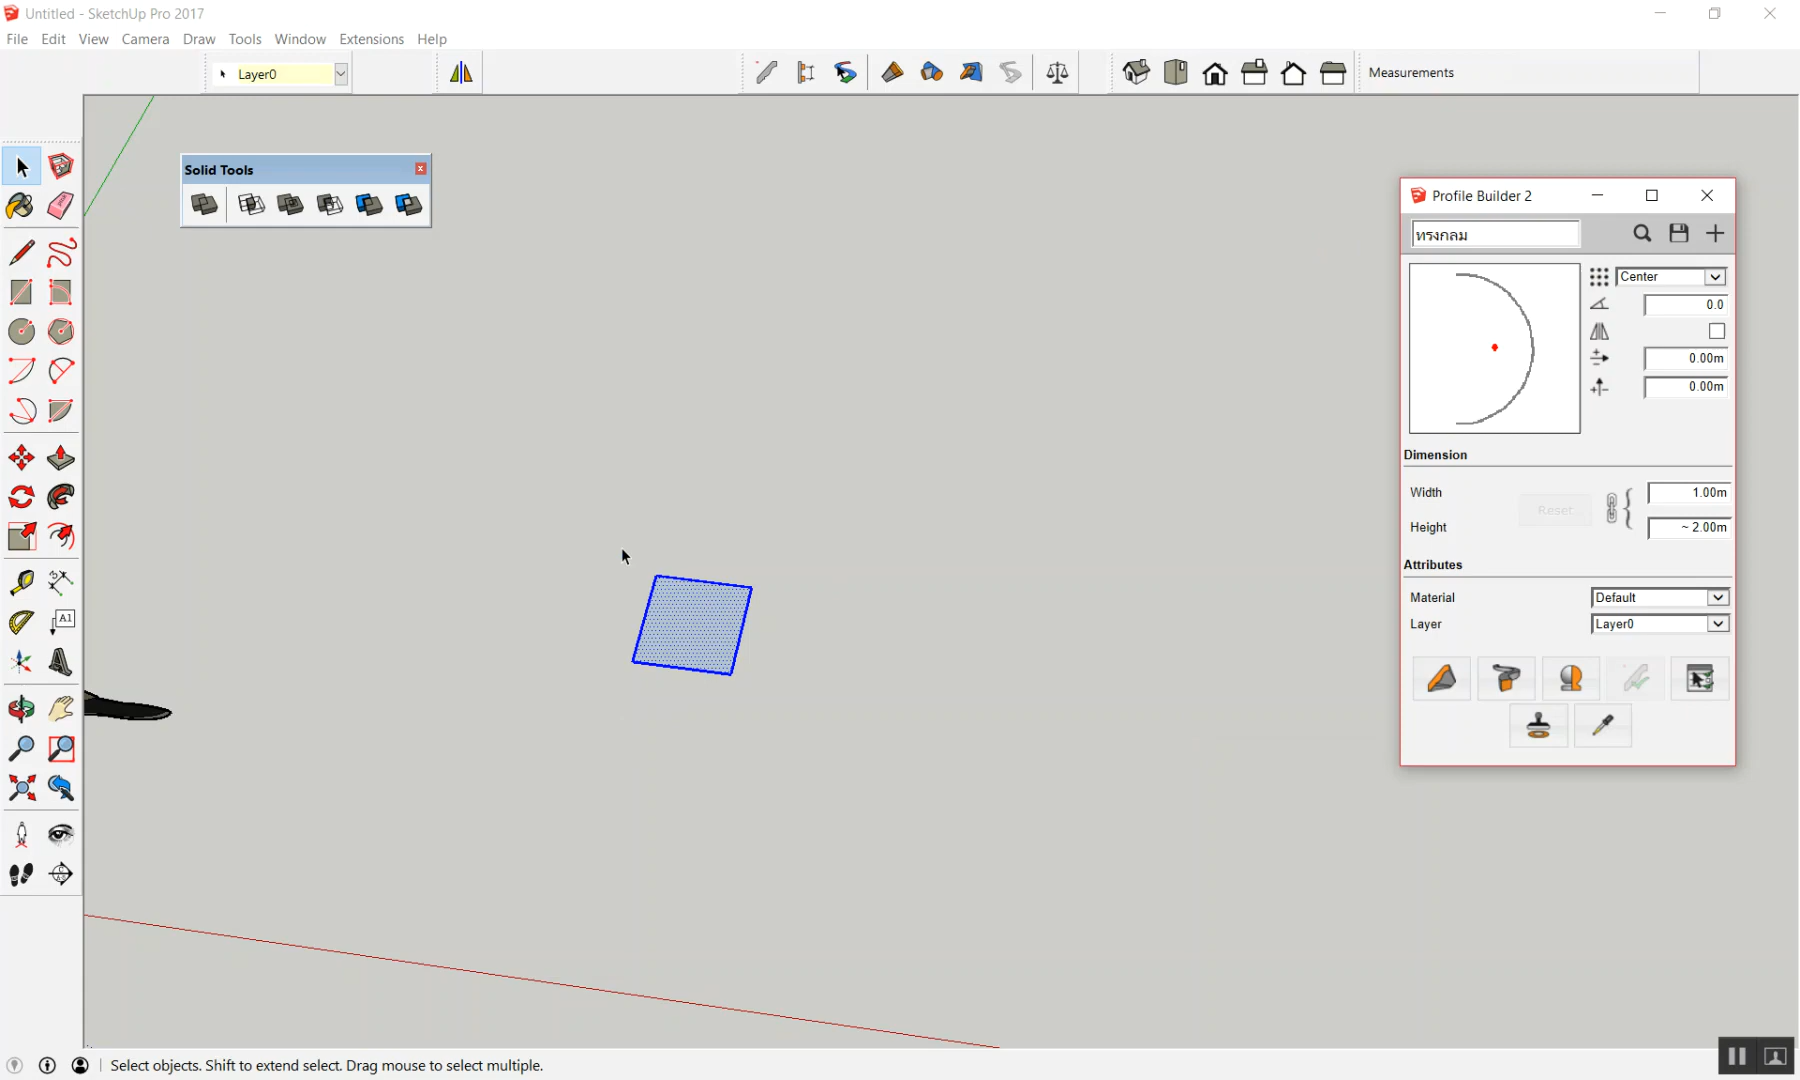 Untitled - SketchUp Pro 2017
File Edit View Camera Draw Tools Window Extensions Help
Layer0
Measurements
Solid Tools
Profile Builder 2
ทรงกลม
Center
0.0
0.00m
0.00m
Dimension
Width 1.00m
Reset
Height ~ 2.00m
Attributes
Material Default
Layer Layer0
A1
Select objects. Shift to extend select. Drag mouse to select multiple.